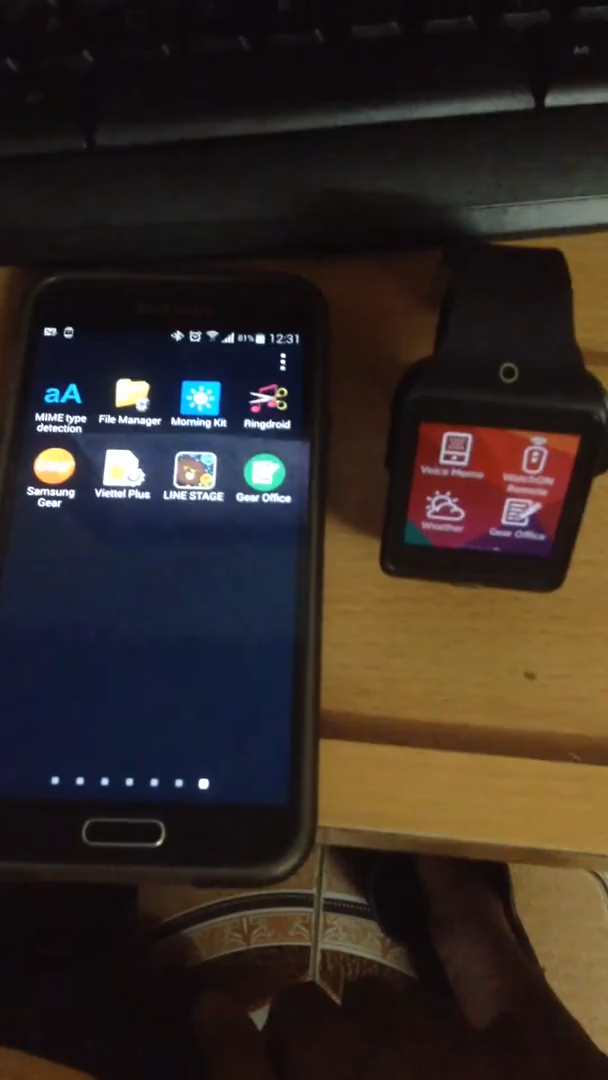 81% 12:31
MIME type
detection
File Manager
Morning Kit
Ringdroid
Samsung
Gear
Viettel Plus
LINE STAGE
Gear Office
Voice Memo
WatchON
Remote
Weather
Gear Office